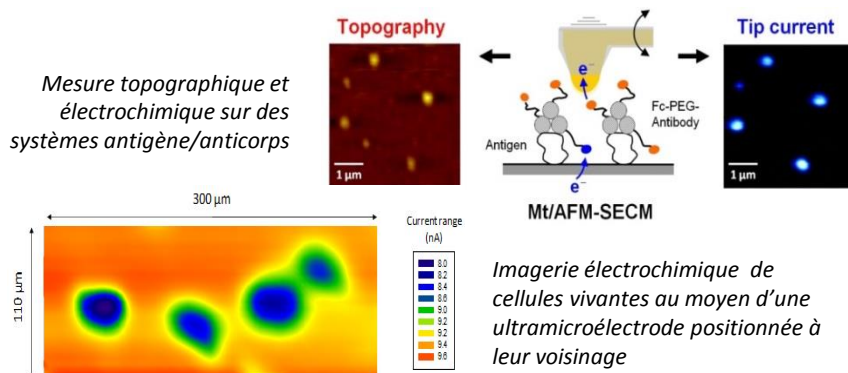 Topography
Tip current
Mesure topographique et
électrochimique sur des
systèmes antigène/anticorps
1 µm
e⁻
Fc-PEG-
Antibody
Antigen
e⁻
1 µm
Mt/AFM-SECM
300 µm
110 µm
Current range
(nA)
8.0
8.2
8.4
8.6
9.0
9.2
9.2
9.4
9.6
Imagerie électrochimique de
cellules vivantes au moyen d’une
ultramicroélectrode positionnée à
leur voisinage